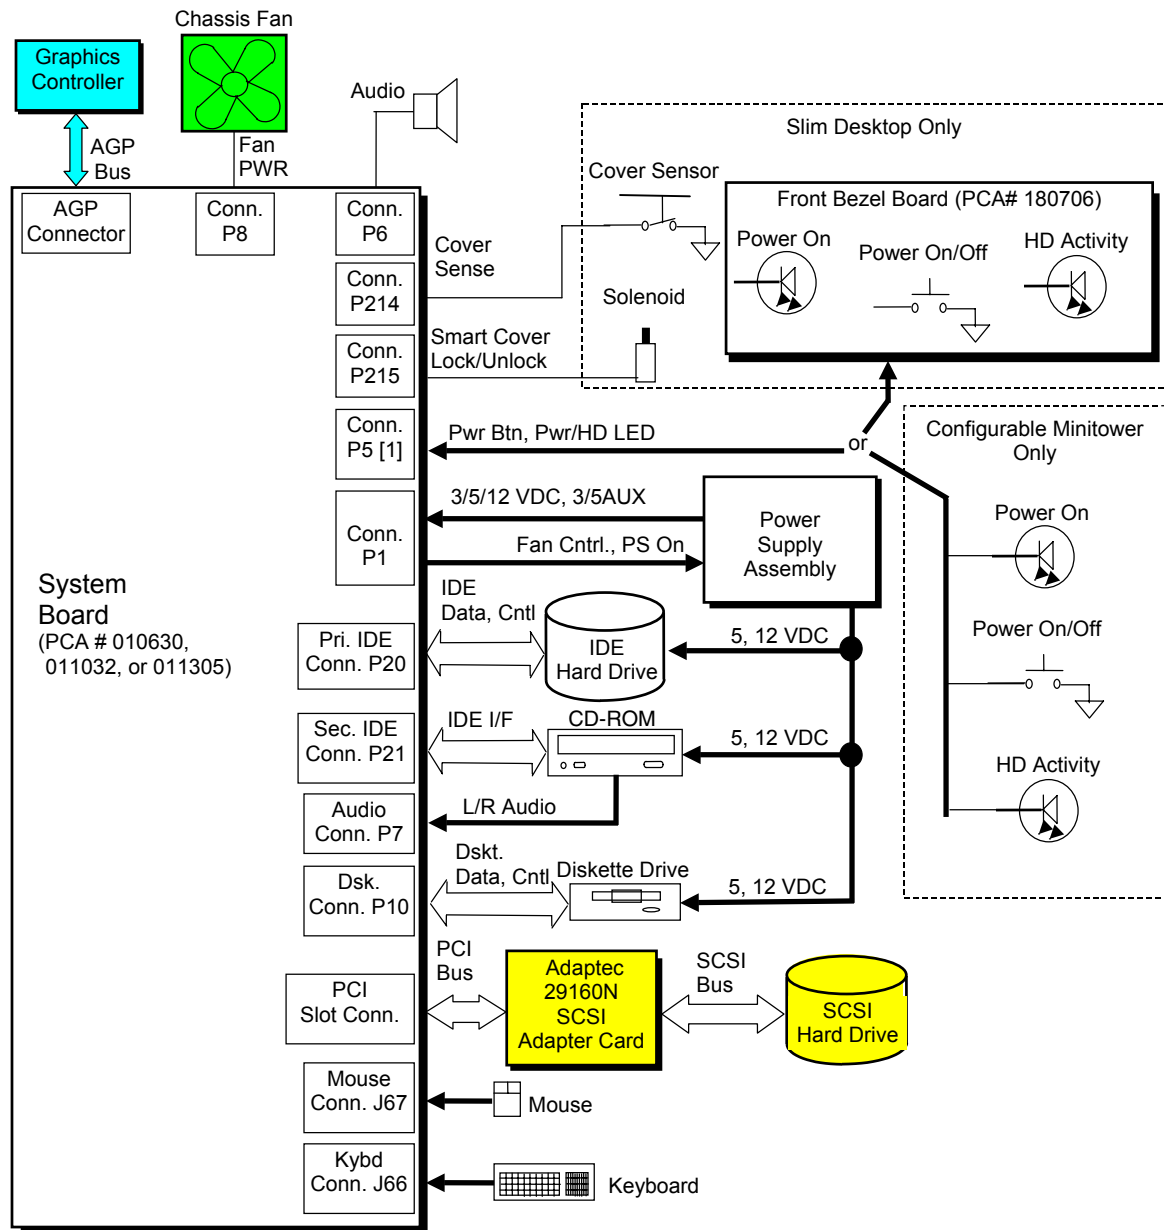 Chassis Fan
Graphics
Controller
Audio
AGP
Bus
Fan
PWR
Slim Desktop Only
Cover Sensor
Front Bezel Board (PCA# 180706)
Power On
Power On/Off
HD Activity
AGP
Connector
Conn.
P8
Conn.
P6
Cover
Sense
Conn.
P214
Solenoid
Smart Cover
Lock/Unlock
Conn.
P215
Conn.
P5 [1]
Pwr Btn, Pwr/HD LED
or
Configurable Minitower
Only
3/5/12 VDC, 3/5AUX
Power
Supply
Assembly
Power On
Conn.
P1
Fan Cntrl., PS On
System
Board
(PCA # 010630,
011032, or 011305)
IDE
Data, Cntl
Pri. IDE
Conn. P20
IDE
Hard Drive
5, 12 VDC
Power On/Off
Sec. IDE
Conn. P21
IDE I/F
CD-ROM
5, 12 VDC
HD Activity
Audio
Conn. P7
L/R Audio
Dskt.
Data, Cntl
Diskette Drive
5, 12 VDC
Dsk.
Conn. P10
PCI
Bus
Adaptec
29160N
SCSI
Adapter Card
SCSI
Bus
SCSI
Hard Drive
PCI
Slot Conn.
Mouse
Conn. J67
Mouse
Kybd
Conn. J66
Keyboard